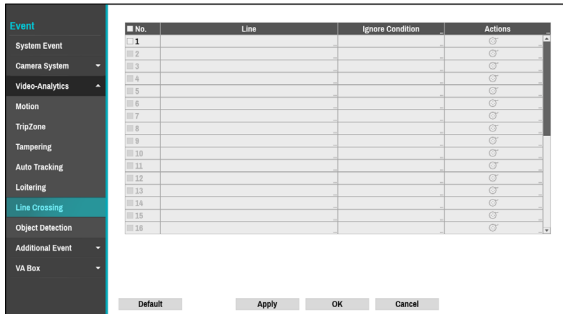 Event
System Event
Camera System
Video-Analytics
Motion
TripZone
Tampering
Auto Tracking
Loitering
Line Crossing
Object Detection
Additional Event
VA Box
No. Line Ignore Condition Actions
1
2
3
4
5
6
7
8
9
10
11
12
13
14
15
16
Default Apply OK Cancel